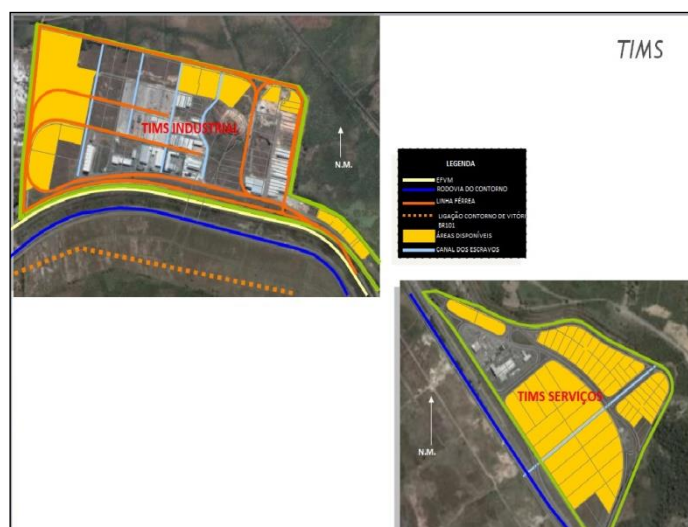 TIMS
TIMS INDUSTRIAL
N.M.
LEGENDA
EFVM
RODOVIA DO CONTORNO
LINHA FÉRREA
LIGAÇÃO CONTORNO DE VITÓRI
BR101
ÁREAS DISPONÍVEIS
CANAL DOS ESCRAVOS
TIMS SERVIÇOS
N.M.